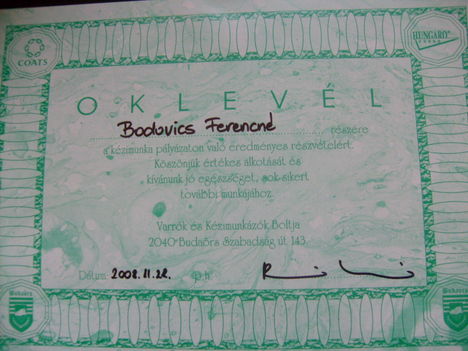 COATS
HUNGARO
OKLEVÉL
Bodovics Ferencné részére
a kézimunka pályázaton való eredményes részvételért.
Köszönjük értékes alkotását és
kívánunk jó egészséget, sok sikert
további munkájához.
Varrók és Kézimunkázók Boltja
2040 Budaörs Szabadság út 143.
Dátum 2008. 11. 22. p.h.